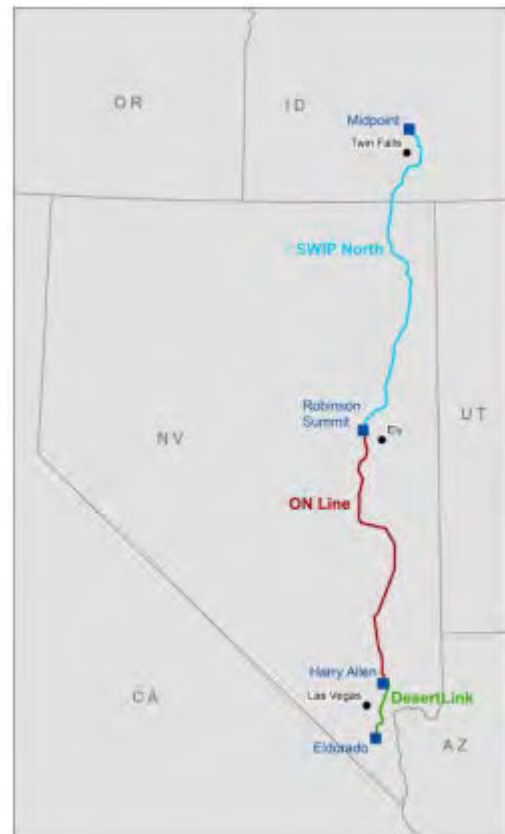 OR
ID
Midpoint
Twin Falls
SWIP North
Robinson
Summit
Ely
UT
NV
ON Line
Harry Allen
Las Vegas
DesertLink
CA
Eldorado
AZ